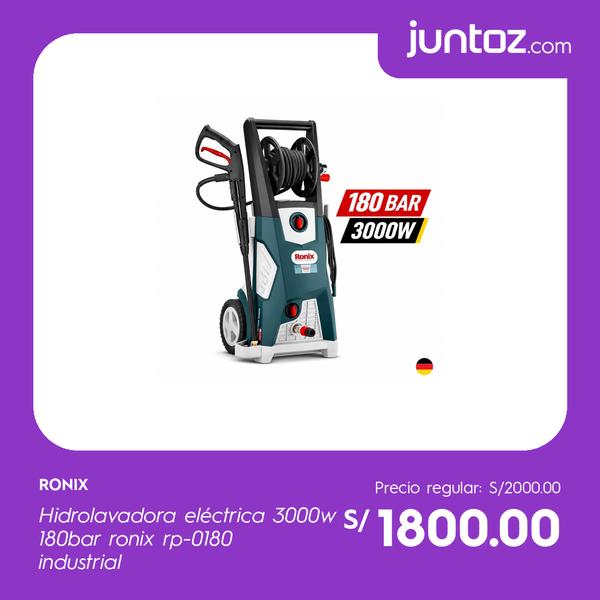 juntoz.com
180 BAR
3000W
Ronix
RONIX
Precio regular: S/2000.00
Hidrolavadora eléctrica 3000w
180bar ronix rp-0180
industrial
S/ 1800.00